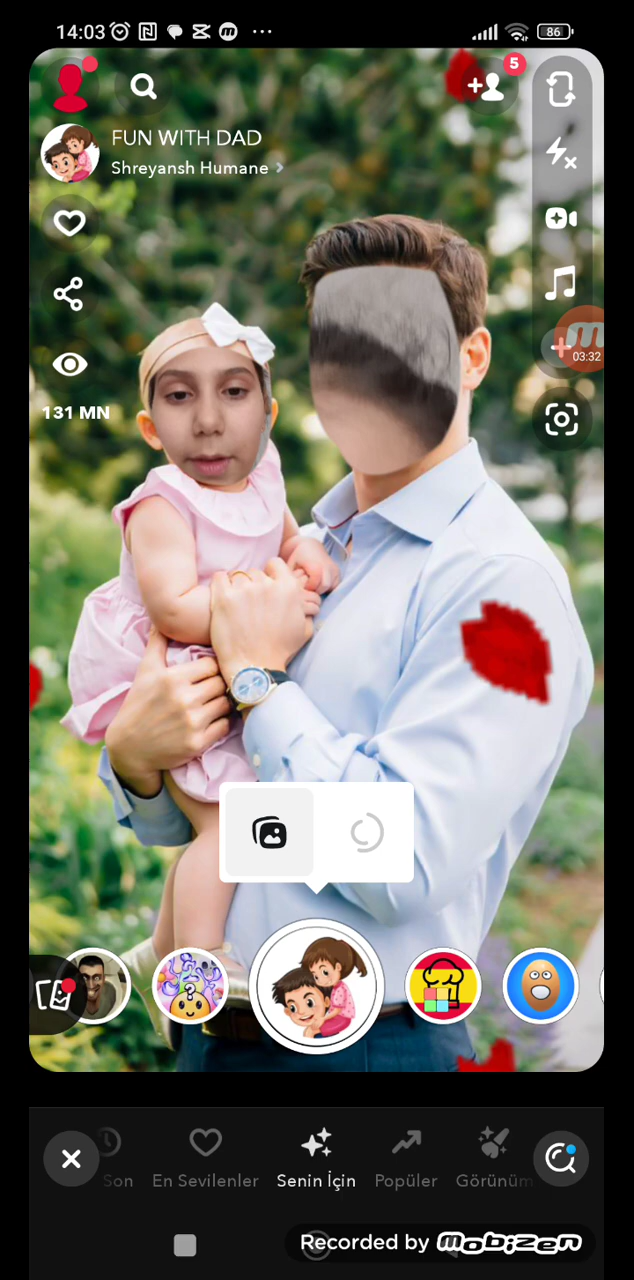 14:03
86
5
FUN WITH DAD
Shreyansh Humane
131 MN
03:32
?
Son
En Sevilenler
Senin İçin
Popüler
Görünüm
Recorded by mobizen